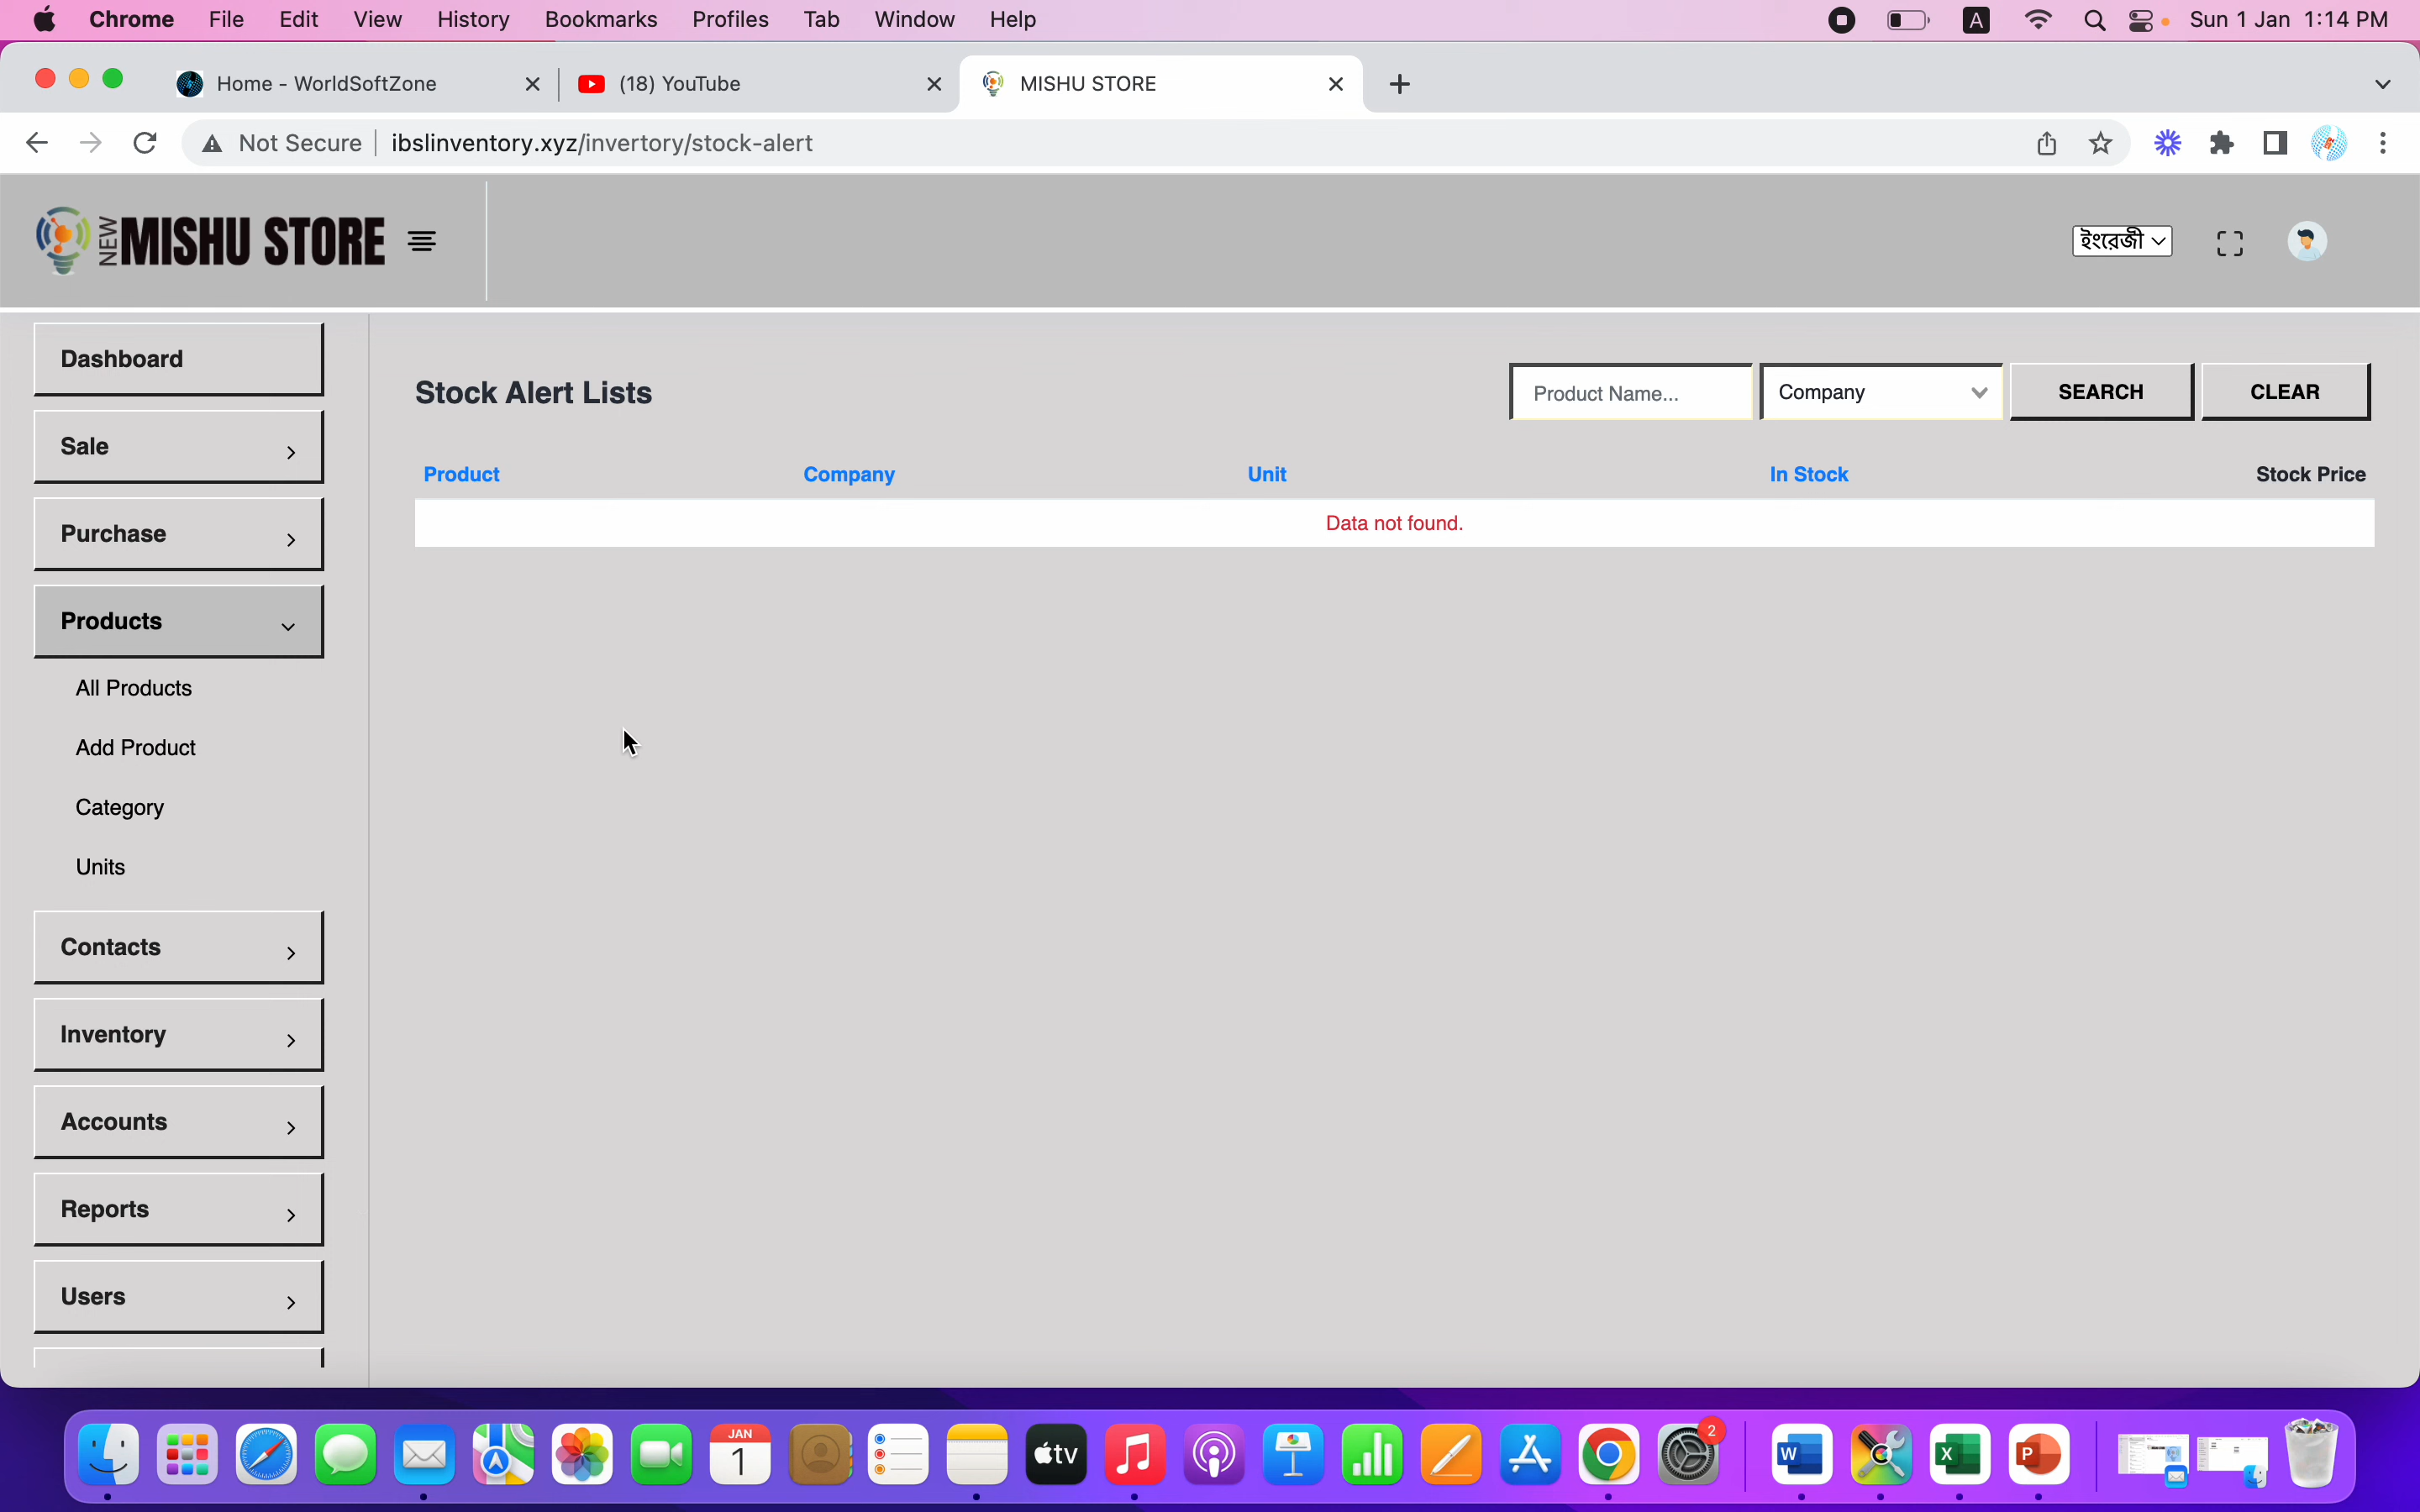 Chrome File Edit View History Bookmarks Profiles Tab Window Help A Sun 1 Jan 1:14 PM
Home - WorldSoftZone (18) YouTube MISHU STORE
Not Secure ibslinventory.xyz/invertory/stock-alert
NEW MISHU STORE ইংরেজী
Dashboard
Sale
Purchase
Products
All Products
Add Product
Category
Units
Contacts
Inventory
Accounts
Reports
Users
Stock Alert Lists Product Name... Company SEARCH CLEAR
Product Company Unit In Stock Stock Price
Data not found.
JAN
1
tv
2
W
X
P